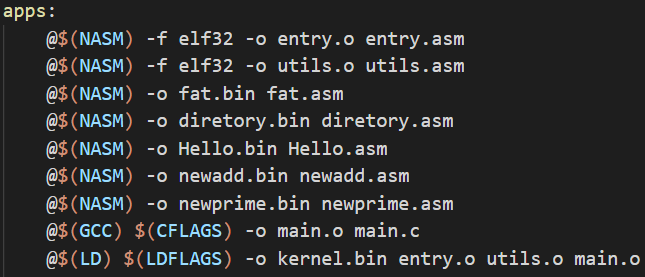 apps:
@$(NASM) -f elf32 -o entry.o entry.asm
@$(NASM) -f elf32 -o utils.o utils.asm
@$(NASM) -o fat.bin fat.asm
@$(NASM) -o diretory.bin diretory.asm
@$(NASM) -o Hello.bin Hello.asm
@$(NASM) -o newadd.bin newadd.asm
@$(NASM) -o newprime.bin newprime.asm
@$(GCC) $(CFLAGS) -o main.o main.c
@$(LD) $(LDFLAGS) -o kernel.bin entry.o utils.o main.o